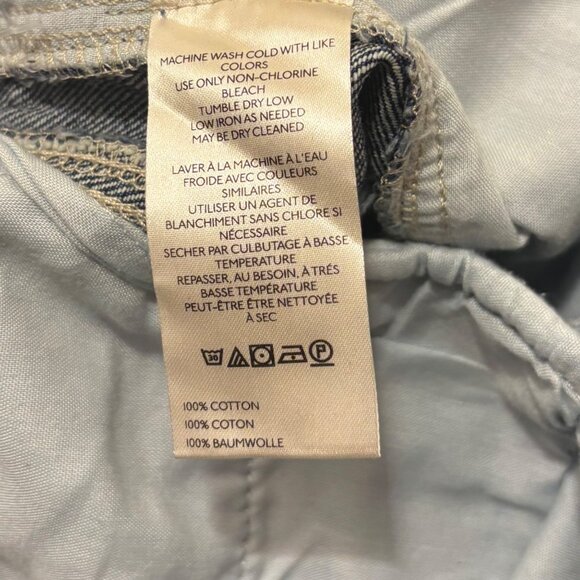 MACHINE WASH COLD WITH LIKE
COLORS
USE ONLY NON-CHLORINE
BLEACH
TUMBLE DRY LOW
LOW IRON AS NEEDED
MAY BE DRY CLEANED
LAVER À LA MACHINE À L'EAU
FROIDE AVEC COULEURS
SIMILAIRES
UTILISER UN AGENT DE
BLANCHIMENT SANS CHLORE SI
NÉCESSAIRE
SECHER PAR CULBUTAGE À BASSE
TEMPERATURE
REPASSER, AU BESOIN, À TRÉS
BASSE TEMPÉRATURE
PEUT-ÊTRE ÊTRE NETTOYÉE
À SEC
30 P
100% COTTON
100% COTON
100% BAUMWOLLE